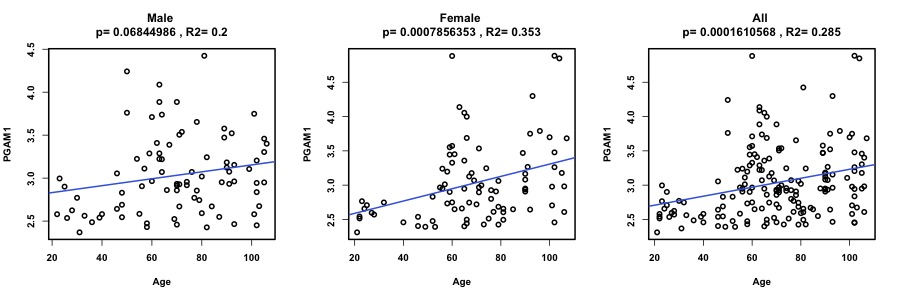 Male
p= 0.06844986 , R2= 0.2
PGAM1
4.5
4.0
3.5
3.0
2.5
20 40 60 80 100
Age
Female
p= 0.0007856353 , R2= 0.353
PGAM1
4.5
4.0
3.5
3.0
2.5
20 40 60 80 100
Age
All
p= 0.0001610568 , R2= 0.285
PGAM1
4.5
4.0
3.5
3.0
2.5
20 40 60 80 100
Age